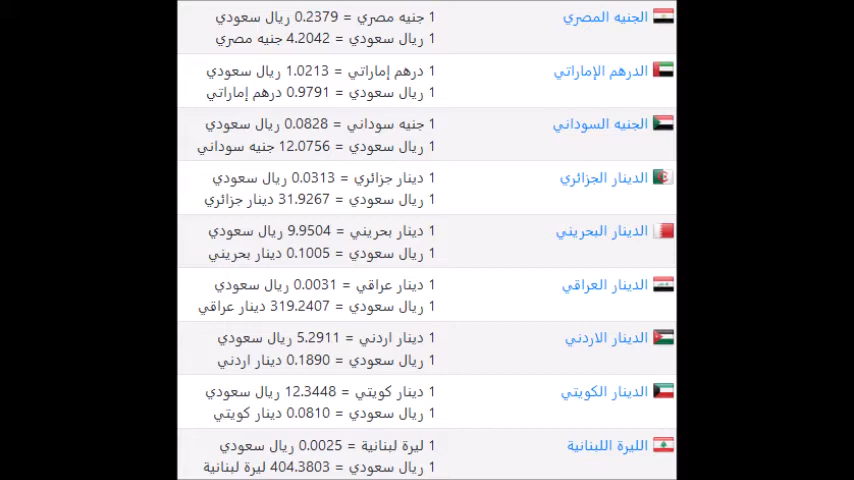 الجنيه المصري
1 جنيه مصري = 0.2379 ريال سعودي
1 ريال سعودي = 4.2042 جنيه مصري
الدرهم الإماراتي
1 درهم إماراتي = 1.0213 ريال سعودي
1 ريال سعودي = 0.9791 درهم إماراتي
الجنيه السوداني
1 جنيه سوداني = 0.0828 ريال سعودي
1 ريال سعودي = 12.0756 جنيه سوداني
الدينار الجزائري
1 دينار جزائري = 0.0313 ريال سعودي
1 ريال سعودي = 31.9267 دينار جزائري
الدينار البحريني
1 دينار بحريني = 9.9504 ريال سعودي
1 ريال سعودي = 0.1005 دينار بحريني
الدينار العراقي
1 دينار عراقي = 0.0031 ريال سعودي
1 ريال سعودي = 319.2407 دينار عراقي
الدينار الاردني
1 دينار اردني = 5.2911 ريال سعودي
1 ريال سعودي = 0.1890 دينار اردني
الدينار الكويتي
1 دينار كويتي = 12.3448 ريال سعودي
1 ريال سعودي = 0.0810 دينار كويتي
الليرة اللبنانية
1 ليرة لبنانية = 0.0025 ريال سعودي
1 ريال سعودي = 404.3803 ليرة لبنانية